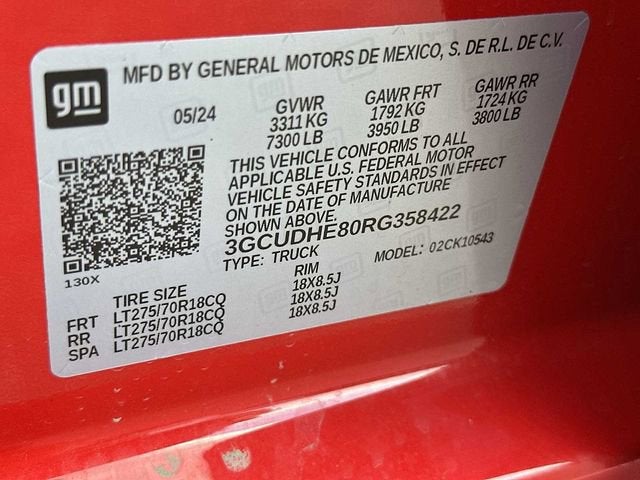 gm
MFD BY GENERAL MOTORS DE MEXICO, S. DE R.L. DE C.V.
05/24
GVWR
3311 KG
7300 LB
GAWR FRT
1792 KG
3950 LB
GAWR RR
1724 KG
3800 LB
THIS VEHICLE CONFORMS TO ALL
APPLICABLE U.S. FEDERAL MOTOR
VEHICLE SAFETY STANDARDS IN EFFECT
ON THE DATE OF MANUFACTURE
SHOWN ABOVE.
3GCUDHE80RG358422
TYPE: TRUCK
MODEL: 02CK10543
130X
TIRE SIZE RIM
FRT LT275/70R18CQ 18X8.5J
RR LT275/70R18CQ 18X8.5J
SPA LT275/70R18CQ 18X8.5J